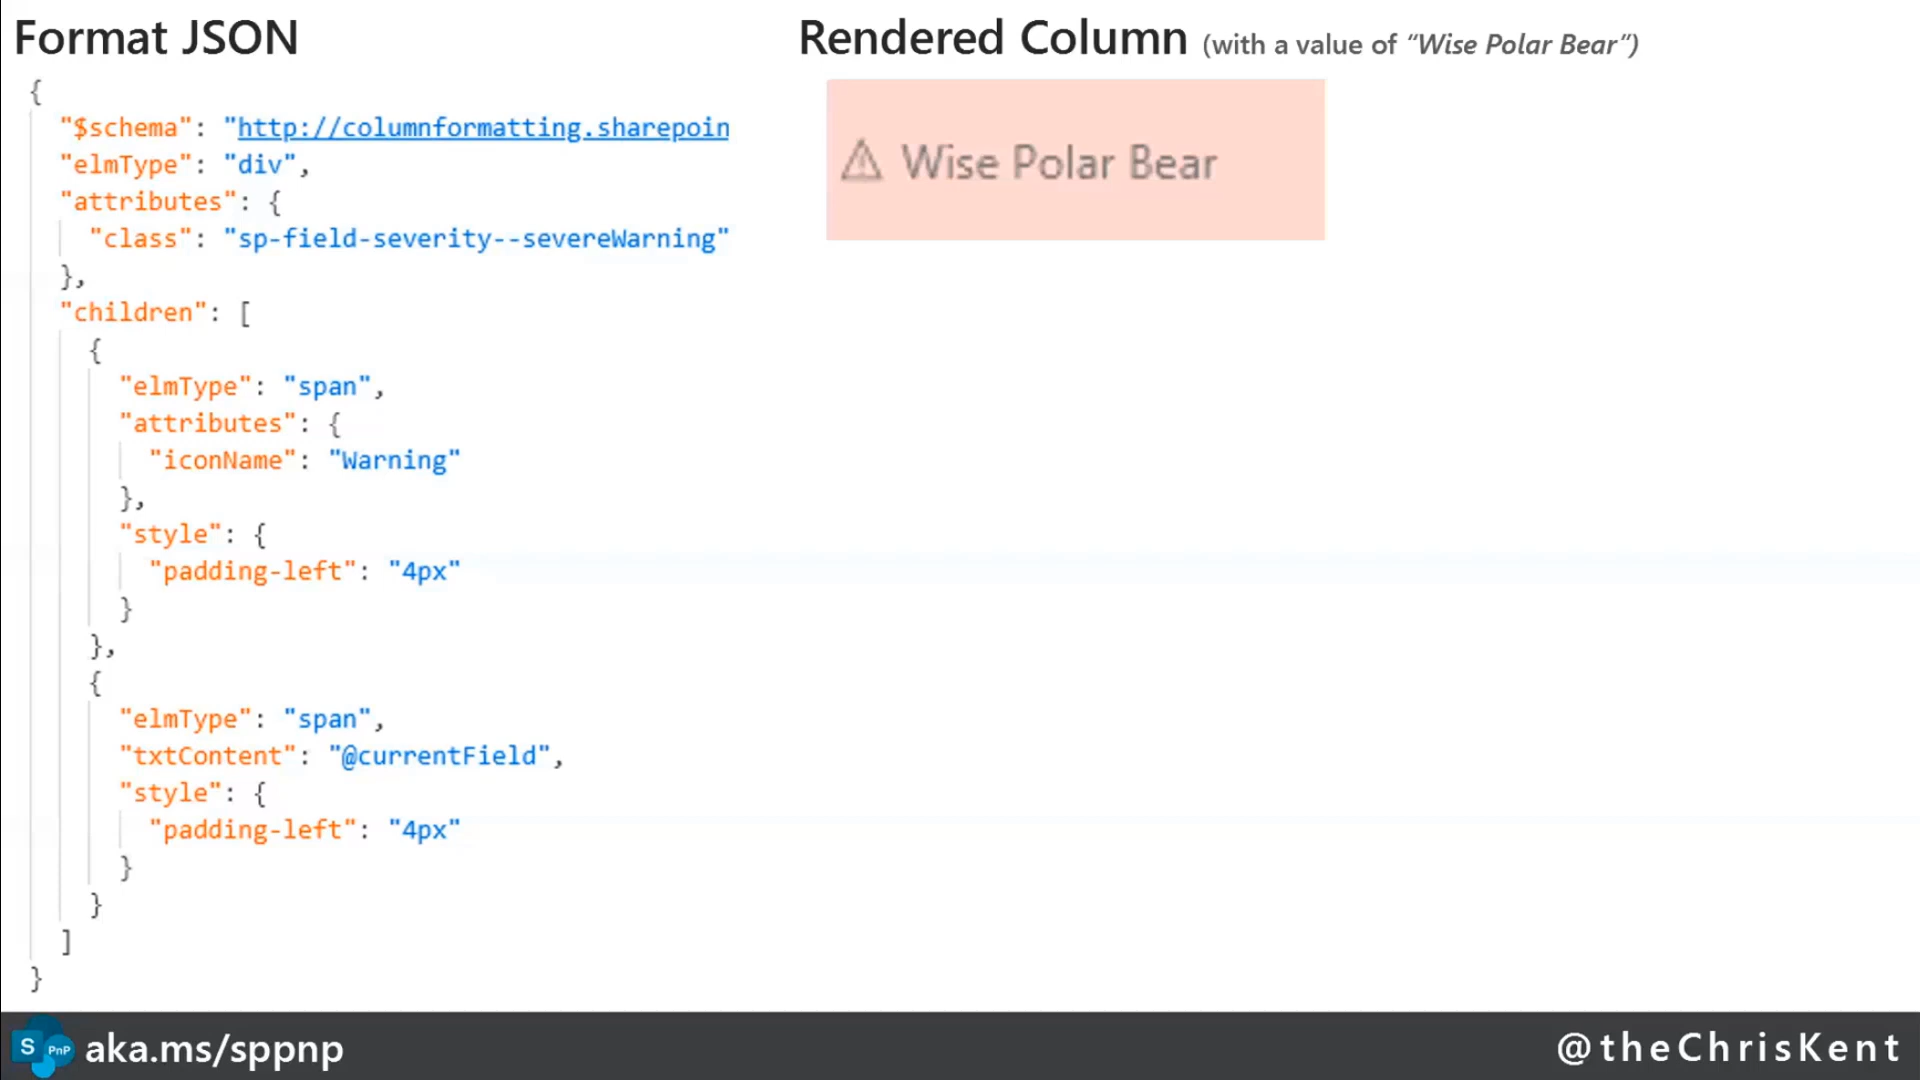 Format JSON
{
"$schema": "http://columnformatting.sharepoin
"elmType": "div",
"attributes": {
"class": "sp-field-severity--severeWarning"
},
"children": [
{
"elmType": "span",
"attributes": {
"iconName": "Warning"
},
"style": {
"padding-left": "4px"
}
},
{
"elmType": "span",
"txtContent": "@currentField",
"style": {
"padding-left": "4px"
}
}
]
}
Rendered Column (with a value of “Wise Polar Bear”)
Wise Polar Bear
S PnP aka.ms/sppnp
@theChrisKent